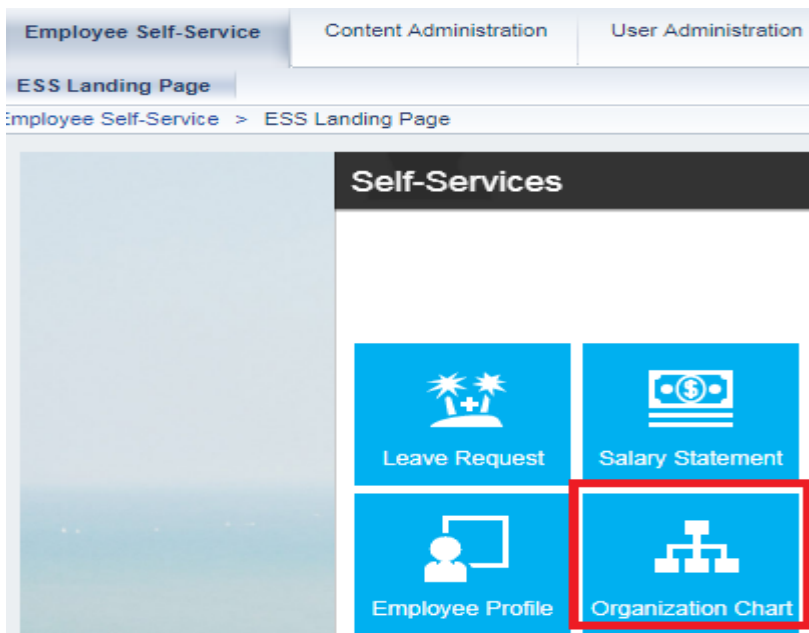 Employee Self-Service Content Administration User Administration
ESS Landing Page
Employee Self-Service > ESS Landing Page
Self-Services
Leave Request Salary Statement
Employee Profile Organization Chart